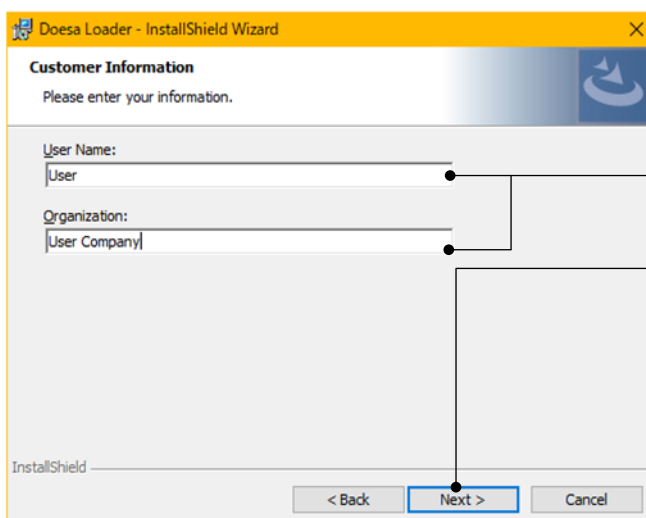 Doesa Loader - InstallShield Wizard
Customer Information
Please enter your information.
User Name:
User
Organization:
User Company
InstallShield
< Back Next > Cancel